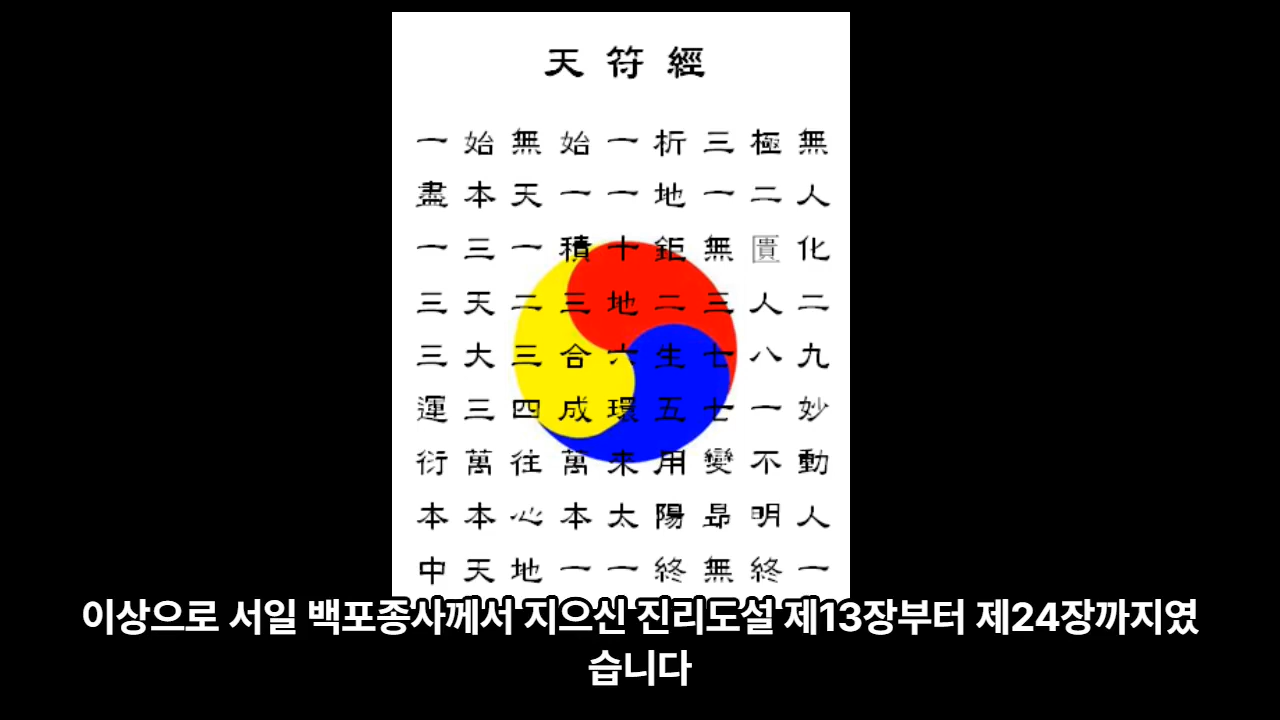 天符經
一始無始一析三極無
盡本天一一地一二人
一三一積十鉅無匱化
三天二三地二三人二
三大三合六生七八九
運三四成環五七一妙
衍萬往萬來用變不動
本本心本太陽昻明人
中天地一一終無終一
이상으로 서일 백포종사께서 지으신 진리도설 제13장부터 제24장까지였
습니다